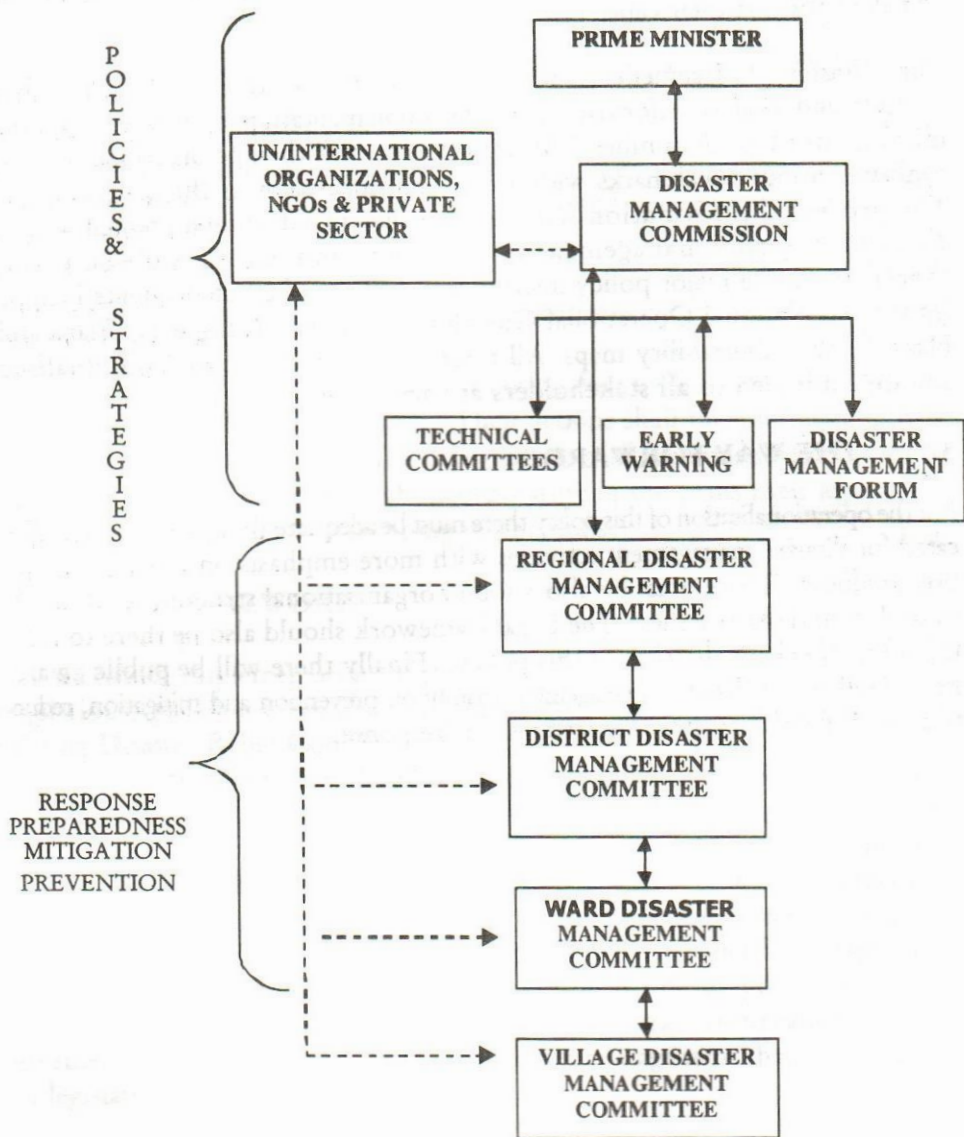 POLICIES&
STRATEGIES
PRIME MINISTER
UN/INTERNATIONAL
ORGANIZATIONS,
NGOs & PRIVATE
SECTOR
DISASTER
MANAGEMENT
COMMISSION
TECHNICAL
COMMITTEES
EARLY
WARNING
DISASTER
MANAGEMENT
FORUM
REGIONAL DISASTER
MANAGEMENT
COMMITTEE
DISTRICT DISASTER
MANAGEMENT
COMMITTEE
RESPONSE
PREPAREDNESS
MITIGATION
PREVENTION
WARD DISASTER
MANAGEMENT
COMMITTEE
VILLAGE DISASTER
MANAGEMENT
COMMITTEE